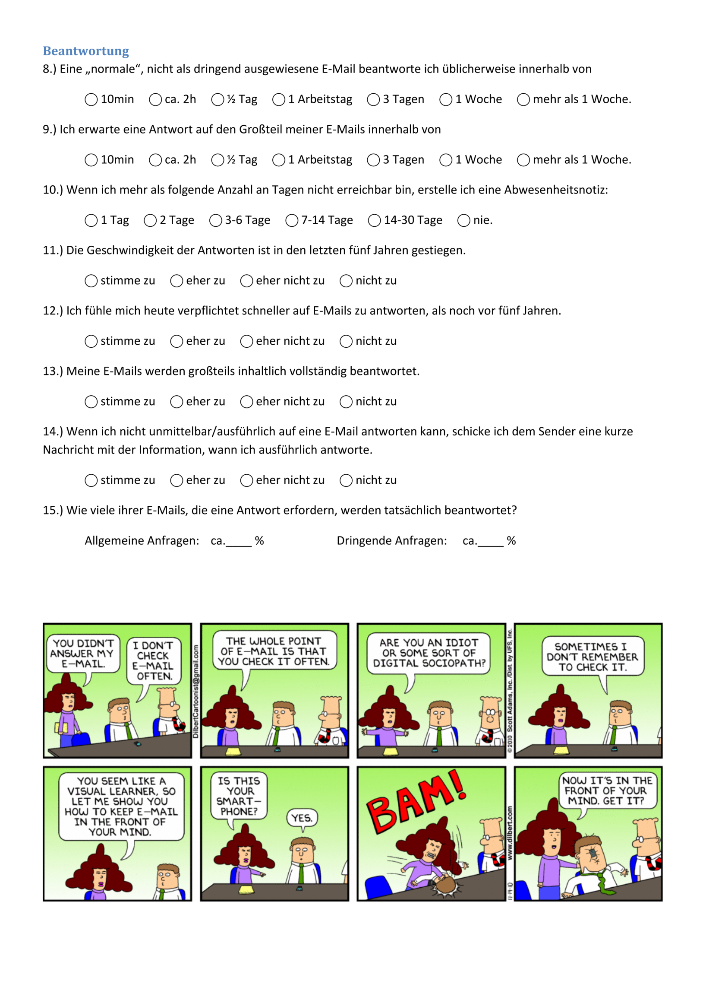 Beantwortung
8.) Eine „normale“, nicht als dringend ausgewiesene E-Mail beantworte ich üblicherweise innerhalb von
10min ca. 2h ½ Tag 1 Arbeitstag 3 Tagen 1 Woche mehr als 1 Woche.
9.) Ich erwarte eine Antwort auf den Großteil meiner E-Mails innerhalb von
10min ca. 2h ½ Tag 1 Arbeitstag 3 Tagen 1 Woche mehr als 1 Woche.
10.) Wenn ich mehr als folgende Anzahl an Tagen nicht erreichbar bin, erstelle ich eine Abwesenheitsnotiz:
1 Tag 2 Tage 3-6 Tage 7-14 Tage 14-30 Tage nie.
11.) Die Geschwindigkeit der Antworten ist in den letzten fünf Jahren gestiegen.
stimme zu eher zu eher nicht zu nicht zu
12.) Ich fühle mich heute verpflichtet schneller auf E-Mails zu antworten, als noch vor fünf Jahren.
stimme zu eher zu eher nicht zu nicht zu
13.) Meine E-Mails werden großteils inhaltlich vollständig beantwortet.
stimme zu eher zu eher nicht zu nicht zu
14.) Wenn ich nicht unmittelbar/ausführlich auf eine E-Mail antworten kann, schicke ich dem Sender eine kurze
Nachricht mit der Information, wann ich ausführlich antworte.
stimme zu eher zu eher nicht zu nicht zu
15.) Wie viele ihrer E-Mails, die eine Antwort erfordern, werden tatsächlich beantwortet?
Allgemeine Anfragen: ca.____ % Dringende Anfragen: ca.____ %
YOU DIDN'T
ANSWER MY
E-MAIL.
I DON'T
CHECK
E-MAIL
OFTEN.
DilbertCartoonist@gmail.com
THE WHOLE POINT
OF E-MAIL IS THAT
YOU CHECK IT OFTEN.
ARE YOU AN IDIOT
OR SOME SORT OF
DIGITAL SOCIOPATH?
©2010 Scott Adams, Inc. /Dist. by UFS, Inc.
SOMETIMES I
DON'T REMEMBER
TO CHECK IT.
YOU SEEM LIKE A
VISUAL LEARNER, SO
LET ME SHOW YOU
HOW TO KEEP E-MAIL
IN THE FRONT OF
YOUR MIND.
IS THIS
YOUR
SMART-
PHONE?
YES.
BAM!
11-14-10 www.dilbert.com
NOW IT'S IN THE
FRONT OF YOUR
MIND. GET IT?